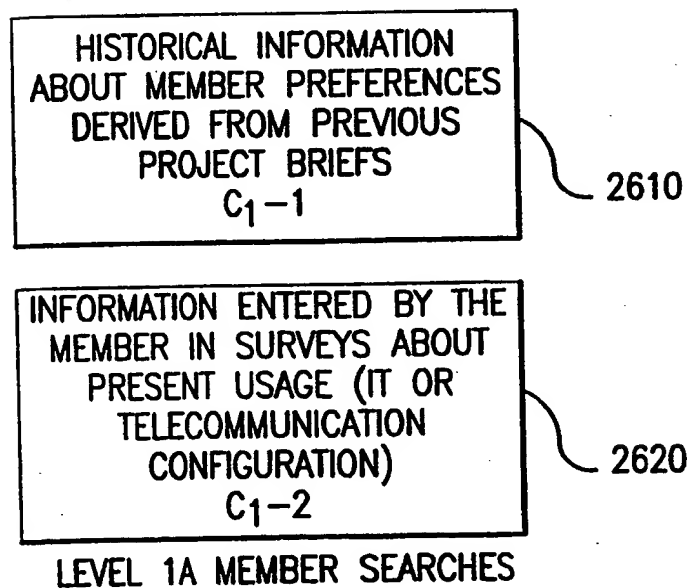 HISTORICAL INFORMATION
ABOUT MEMBER PREFERENCES
DERIVED FROM PREVIOUS
PROJECT BRIEFS
C1-1
2610
INFORMATION ENTERED BY THE
MEMBER IN SURVEYS ABOUT
PRESENT USAGE (IT OR
TELECOMMUNICATION
CONFIGURATION)
C1-2
2620
LEVEL 1A MEMBER SEARCHES